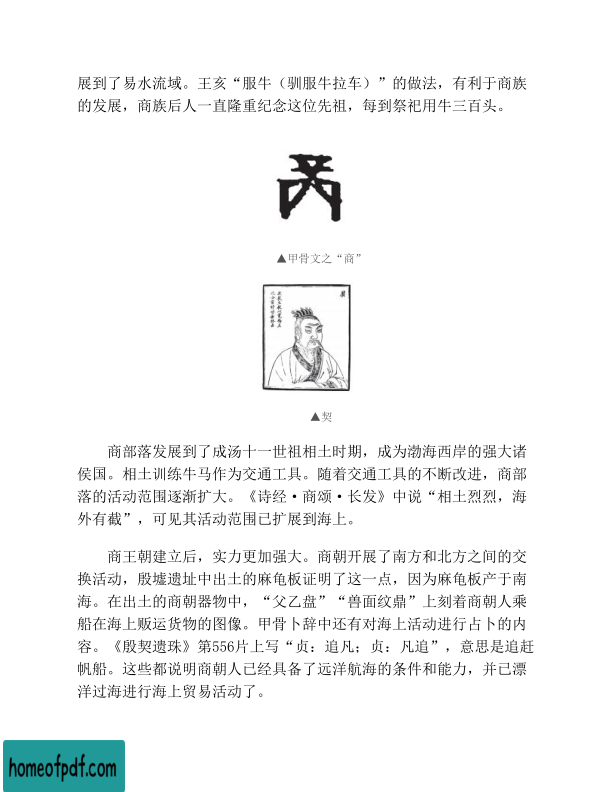 展到了易水流域。王亥“服牛（驯服牛拉车）”的做法，有利于商族
的发展，商族后人一直隆重纪念这位先祖，每到祭祀用牛三百头。
▲甲骨文之“商”
▲契
商部落发展到了成汤十一世祖相土时期，成为渤海西岸的强大诸
侯国。相土训练牛马作为交通工具。随着交通工具的不断改进，商部
落的活动范围逐渐扩大。《诗经·商颂·长发》中说“相土烈烈，海
外有截”，可见其活动范围已扩展到海上。
商王朝建立后，实力更加强大。商朝开展了南方和北方之间的交
换活动，殷墟遗址中出土的麻龟板证明了这一点，因为麻龟板产于南
海。在出土的商朝器物中，“父乙盘”“兽面纹鼎”上刻着商朝人乘
船在海上贩运货物的图像。甲骨卜辞中还有对海上活动进行占卜的内
容。《殷契遗珠》第556片上写“贞：追凡；贞：凡追”，意思是追赶
帆船。这些都说明商朝人已经具备了远洋航海的条件和能力，并已漂
洋过海进行海上贸易活动了。
homeofpdf.com